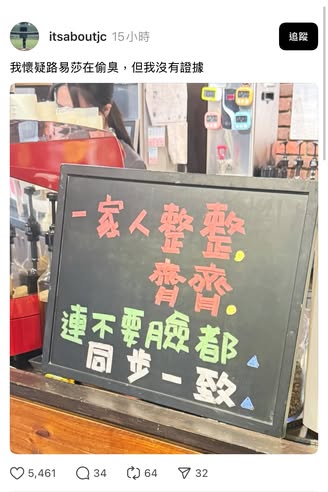 itsaboutjc 15小時
追蹤
我懷疑路易莎在偷臭，但我沒有證據
一家人整整,
齊齊.
連不要臉都
同步一致
5,461 34 64 32